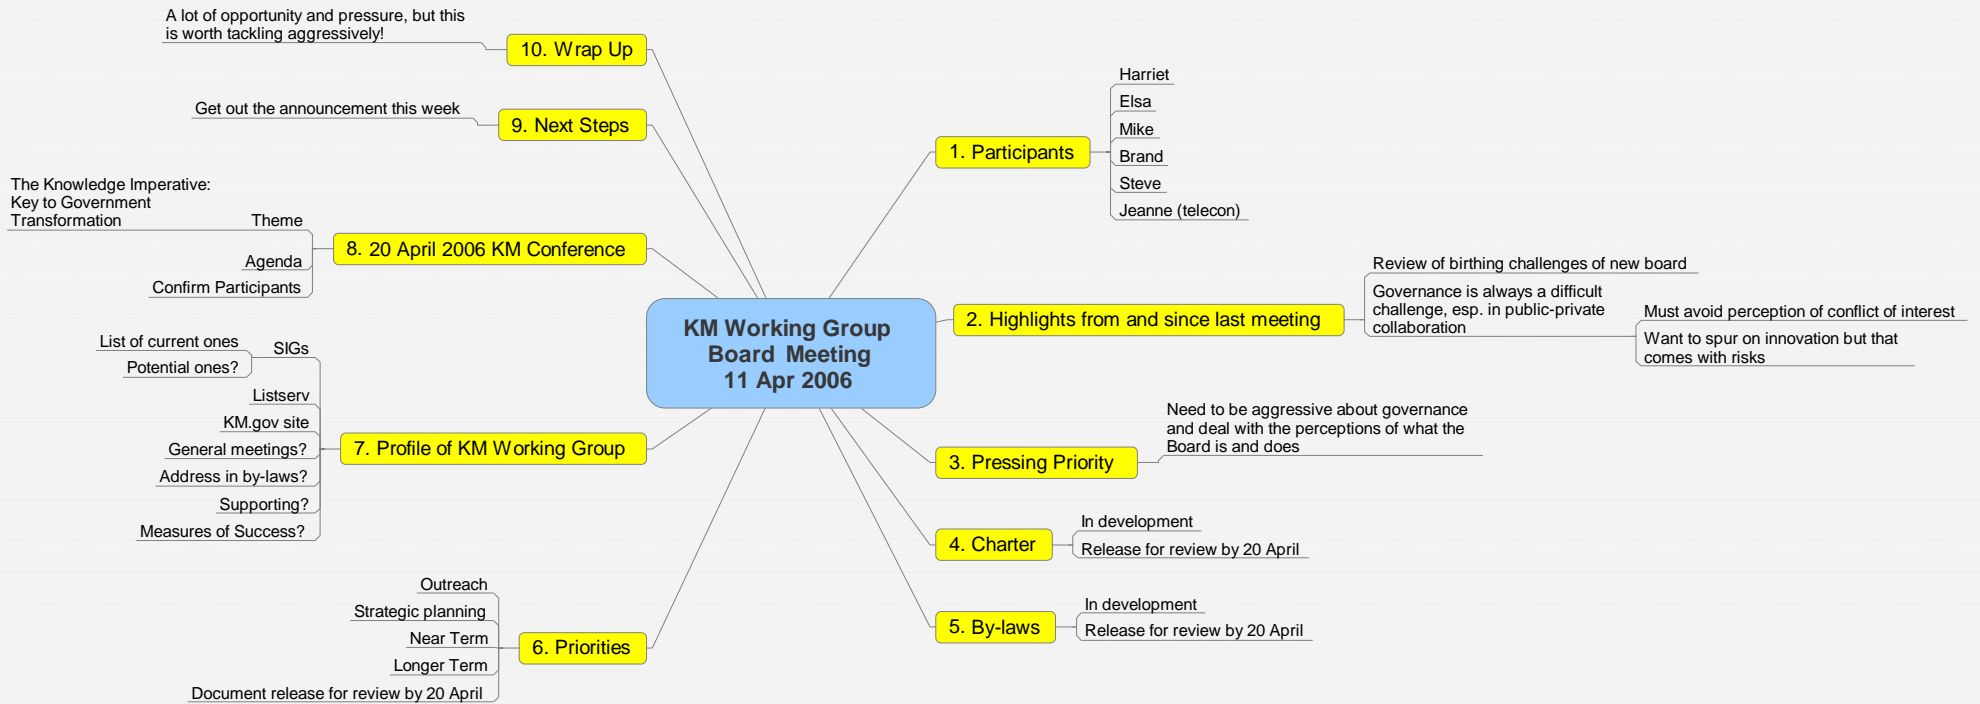 KM Working Group
Board Meeting
11 Apr 2006
1. Participants
Harriet
Elsa
Mike
Brand
Steve
Jeanne (telecon)
2. Highlights from and since last meeting
Review of birthing challenges of new board
Governance is always a difficult
challenge, esp. in public-private
collaboration
Must avoid perception of conflict of interest
Want to spur on innovation but that
comes with risks
3. Pressing Priority
Need to be aggressive about governance
and deal with the perceptions of what the
Board is and does
4. Charter
In development
Release for review by 20 April
5. By-laws
In development
Release for review by 20 April
6. Priorities
Outreach
Strategic planning
Near Term
Longer Term
Document release for review by 20 April
7. Profile of KM Working Group
SIGs
List of current ones
Potential ones?
Listserv
KM.gov site
General meetings?
Address in by-laws?
Supporting?
Measures of Success?
8. 20 April 2006 KM Conference
Theme
The Knowledge Imperative:
Key to Government
Transformation
Agenda
Confirm Participants
9. Next Steps
Get out the announcement this week
10. Wrap Up
A lot of opportunity and pressure, but this
is worth tackling aggressively!